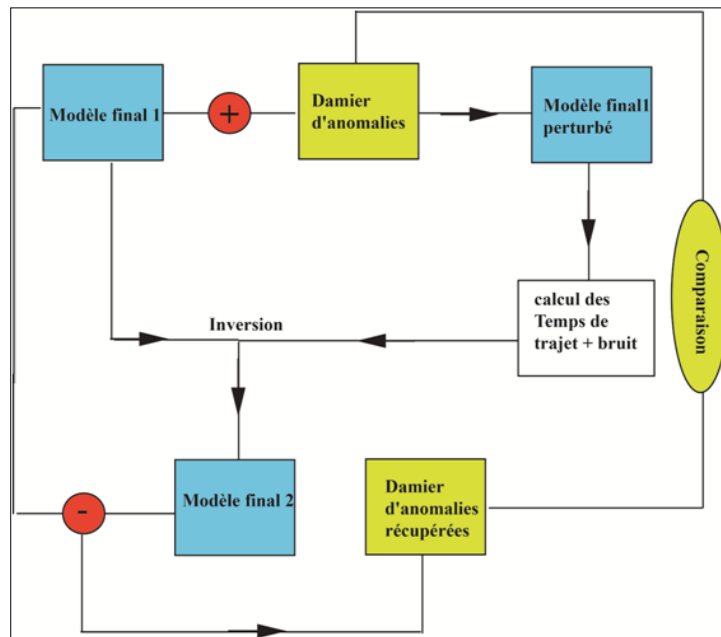 Modèle final 1
+
Damier
d'anomalies
Modèle final1
perturbé
Comparaison
calcul des
Temps de
trajet + bruit
Inversion
Modèle final 2
-
Damier
d'anomalies
récupérées